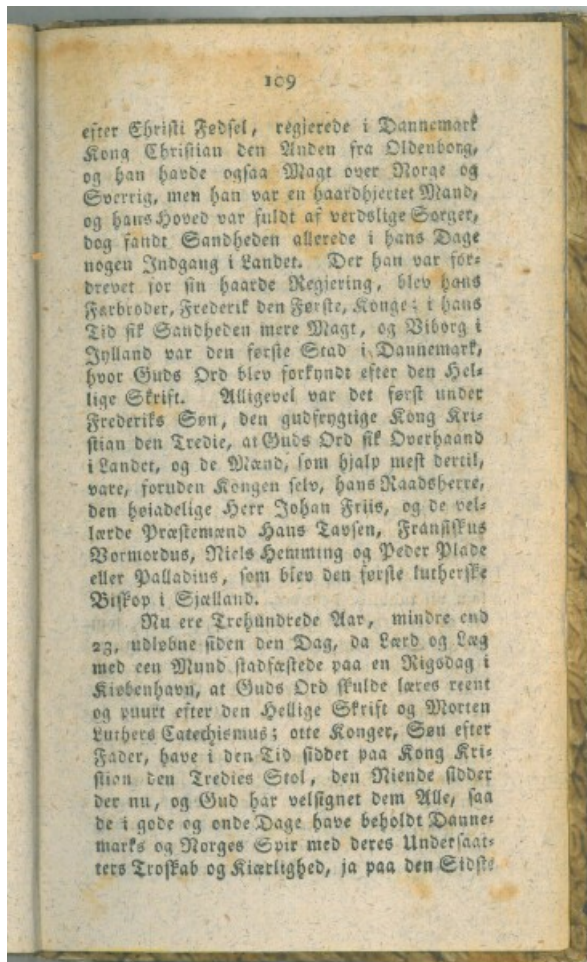 109
efter Christi Fødsel, regjerede i Dannemark
Kong Christian den Anden fra Oldenborg,
og han havde ogsaa Magt over Norge og
Sverrig, men han var en haardhjertet Mand,
og hans Hoved var fuldt af verdslige Sorger,
dog fandt Sandheden allerede i hans Dage
nogen Indgang i Landet. Der han var for-
drevet for sin haarde Regjering, blev hans
Farbroder, Frederik den Første, Konge; i hans
Tid fik Sandheden mere Magt, og Viborg i
Jylland var den første Stad i Dannemark,
hvor Guds Ord blev forkyndt efter den Hel-
lige Skrift. Alligevel var det først under
Frederiks Søn, den gudfrygtige Kong Kri-
stian den Tredie, at Guds Ord fik Overhaand
i Landet, og de Mænd, som hjalp mest dertil,
vare, foruden Kongen selv, hans Raadsherre,
den høiadelige Herr Johan Friis, og de vel-
lærde Præstemænd Hans Tavsen, Fransiskus
Vormordus, Niels Hemming og Peder Plade
eller Palladius, som blev den første lutherske
Biskop i Sjælland.
Nu ere Trehundrede Aar, mindre end
23, udløbne siden den Dag, da Lærd og Læg
med een Mund stadfæstede paa en Rigsdag i
Kiøbenhavn, at Guds Ord skulde læres reent
og puurt efter den Hellige Skrift og Morten
Luthers Catechismus; otte Konger, Søn efter
Fader, have i den Tid siddet paa Kong Kri-
stian den Tredies Stol, den Niende sidder
der nu, og Gud har velsignet dem Alle, saa
de i gode og onde Dage have beholdt Danne-
marks og Norges Spir med deres Undersaat-
ters Troskab og Kiærlighed, ja paa den Sidste